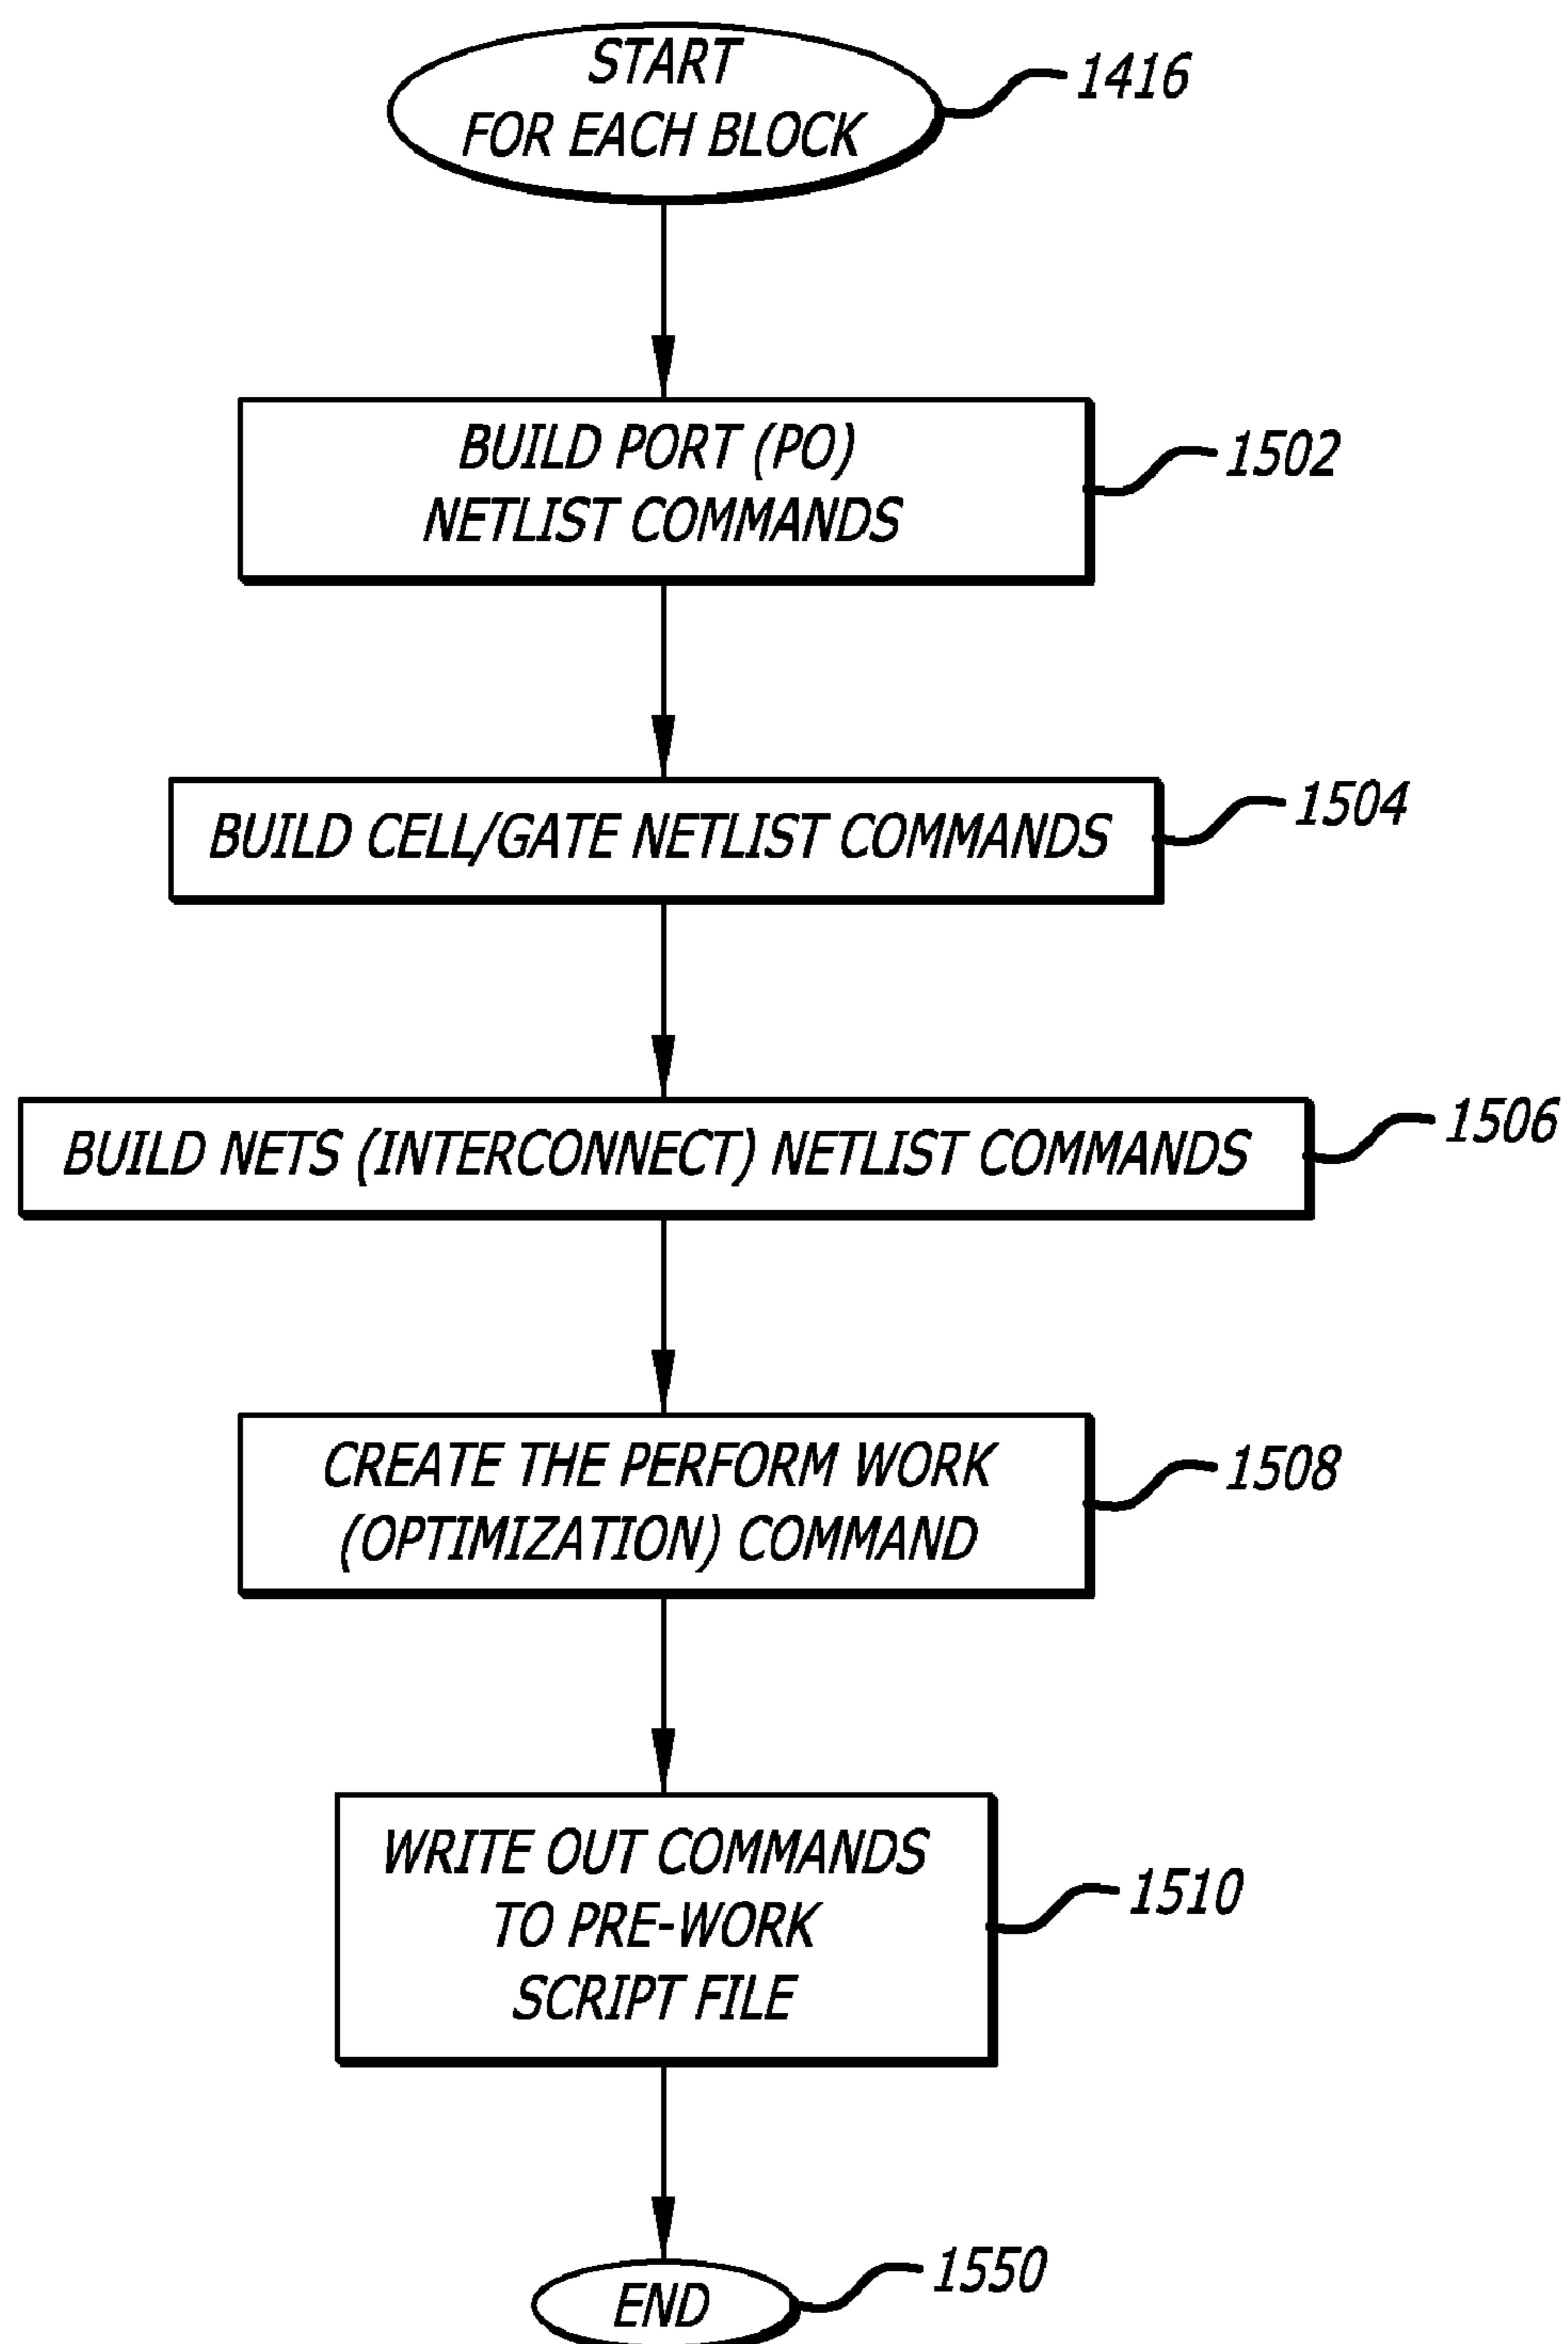 START
FOR EACH BLOCK
1416
BUILD PORT (PO)
NETLIST COMMANDS
1502
BUILD CELL/GATE NETLIST COMMANDS
1504
BUILD NETS (INTERCONNECT) NETLIST COMMANDS
1506
CREATE THE PERFORM WORK
(OPTIMIZATION) COMMAND
1508
WRITE OUT COMMANDS
TO PRE-WORK
SCRIPT FILE
1510
END
1550